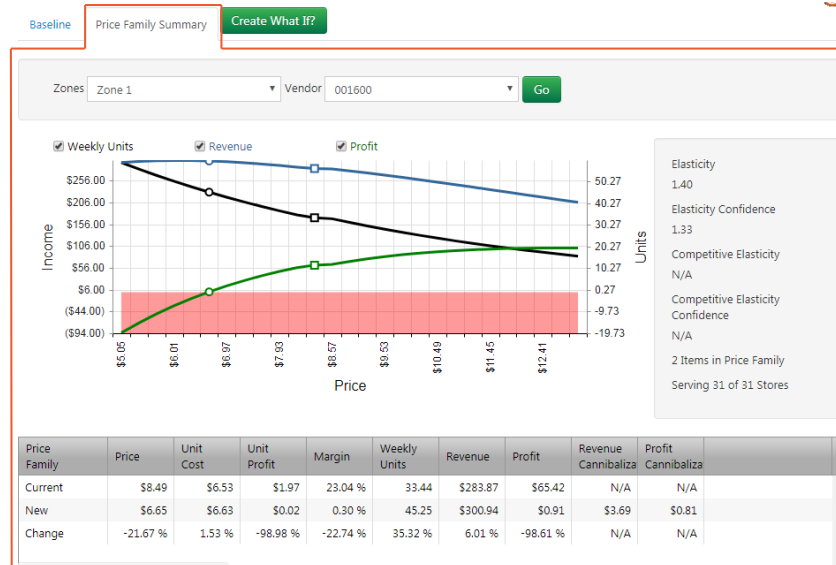 Baseline
Price Family Summary
Create What If?
Zones Zone 1 Vendor 001600 Go
Weekly Units Revenue Profit
$256.00
$206.00
$156.00
$106.00
$56.00
$6.00
($44.00)
($94.00)
Income
50.27
40.27
30.27
20.27
10.27
0.27
-9.73
-19.73
Units
$5.05 $6.01 $6.97 $7.93 $8.57 $9.53 $10.49 $11.45 $12.41
Price
Elasticity
1.40
Elasticity Confidence
1.33
Competitive Elasticity
N/A
Competitive Elasticity
Confidence
N/A
2 Items in Price Family
Serving 31 of 31 Stores
Price Family Price Unit Cost Unit Profit Margin Weekly Units Revenue Profit Revenue Cannibaliza Profit Cannibaliza
Current $8.49 $6.53 $1.97 23.04 % 33.44 $283.87 $65.42 N/A N/A
New $6.65 $6.63 $0.02 0.30 % 45.25 $300.94 $0.91 $3.69 $0.81
Change -21.67 % 1.53 % -98.98 % -22.74 % 35.32 % 6.01 % -98.61 % N/A N/A